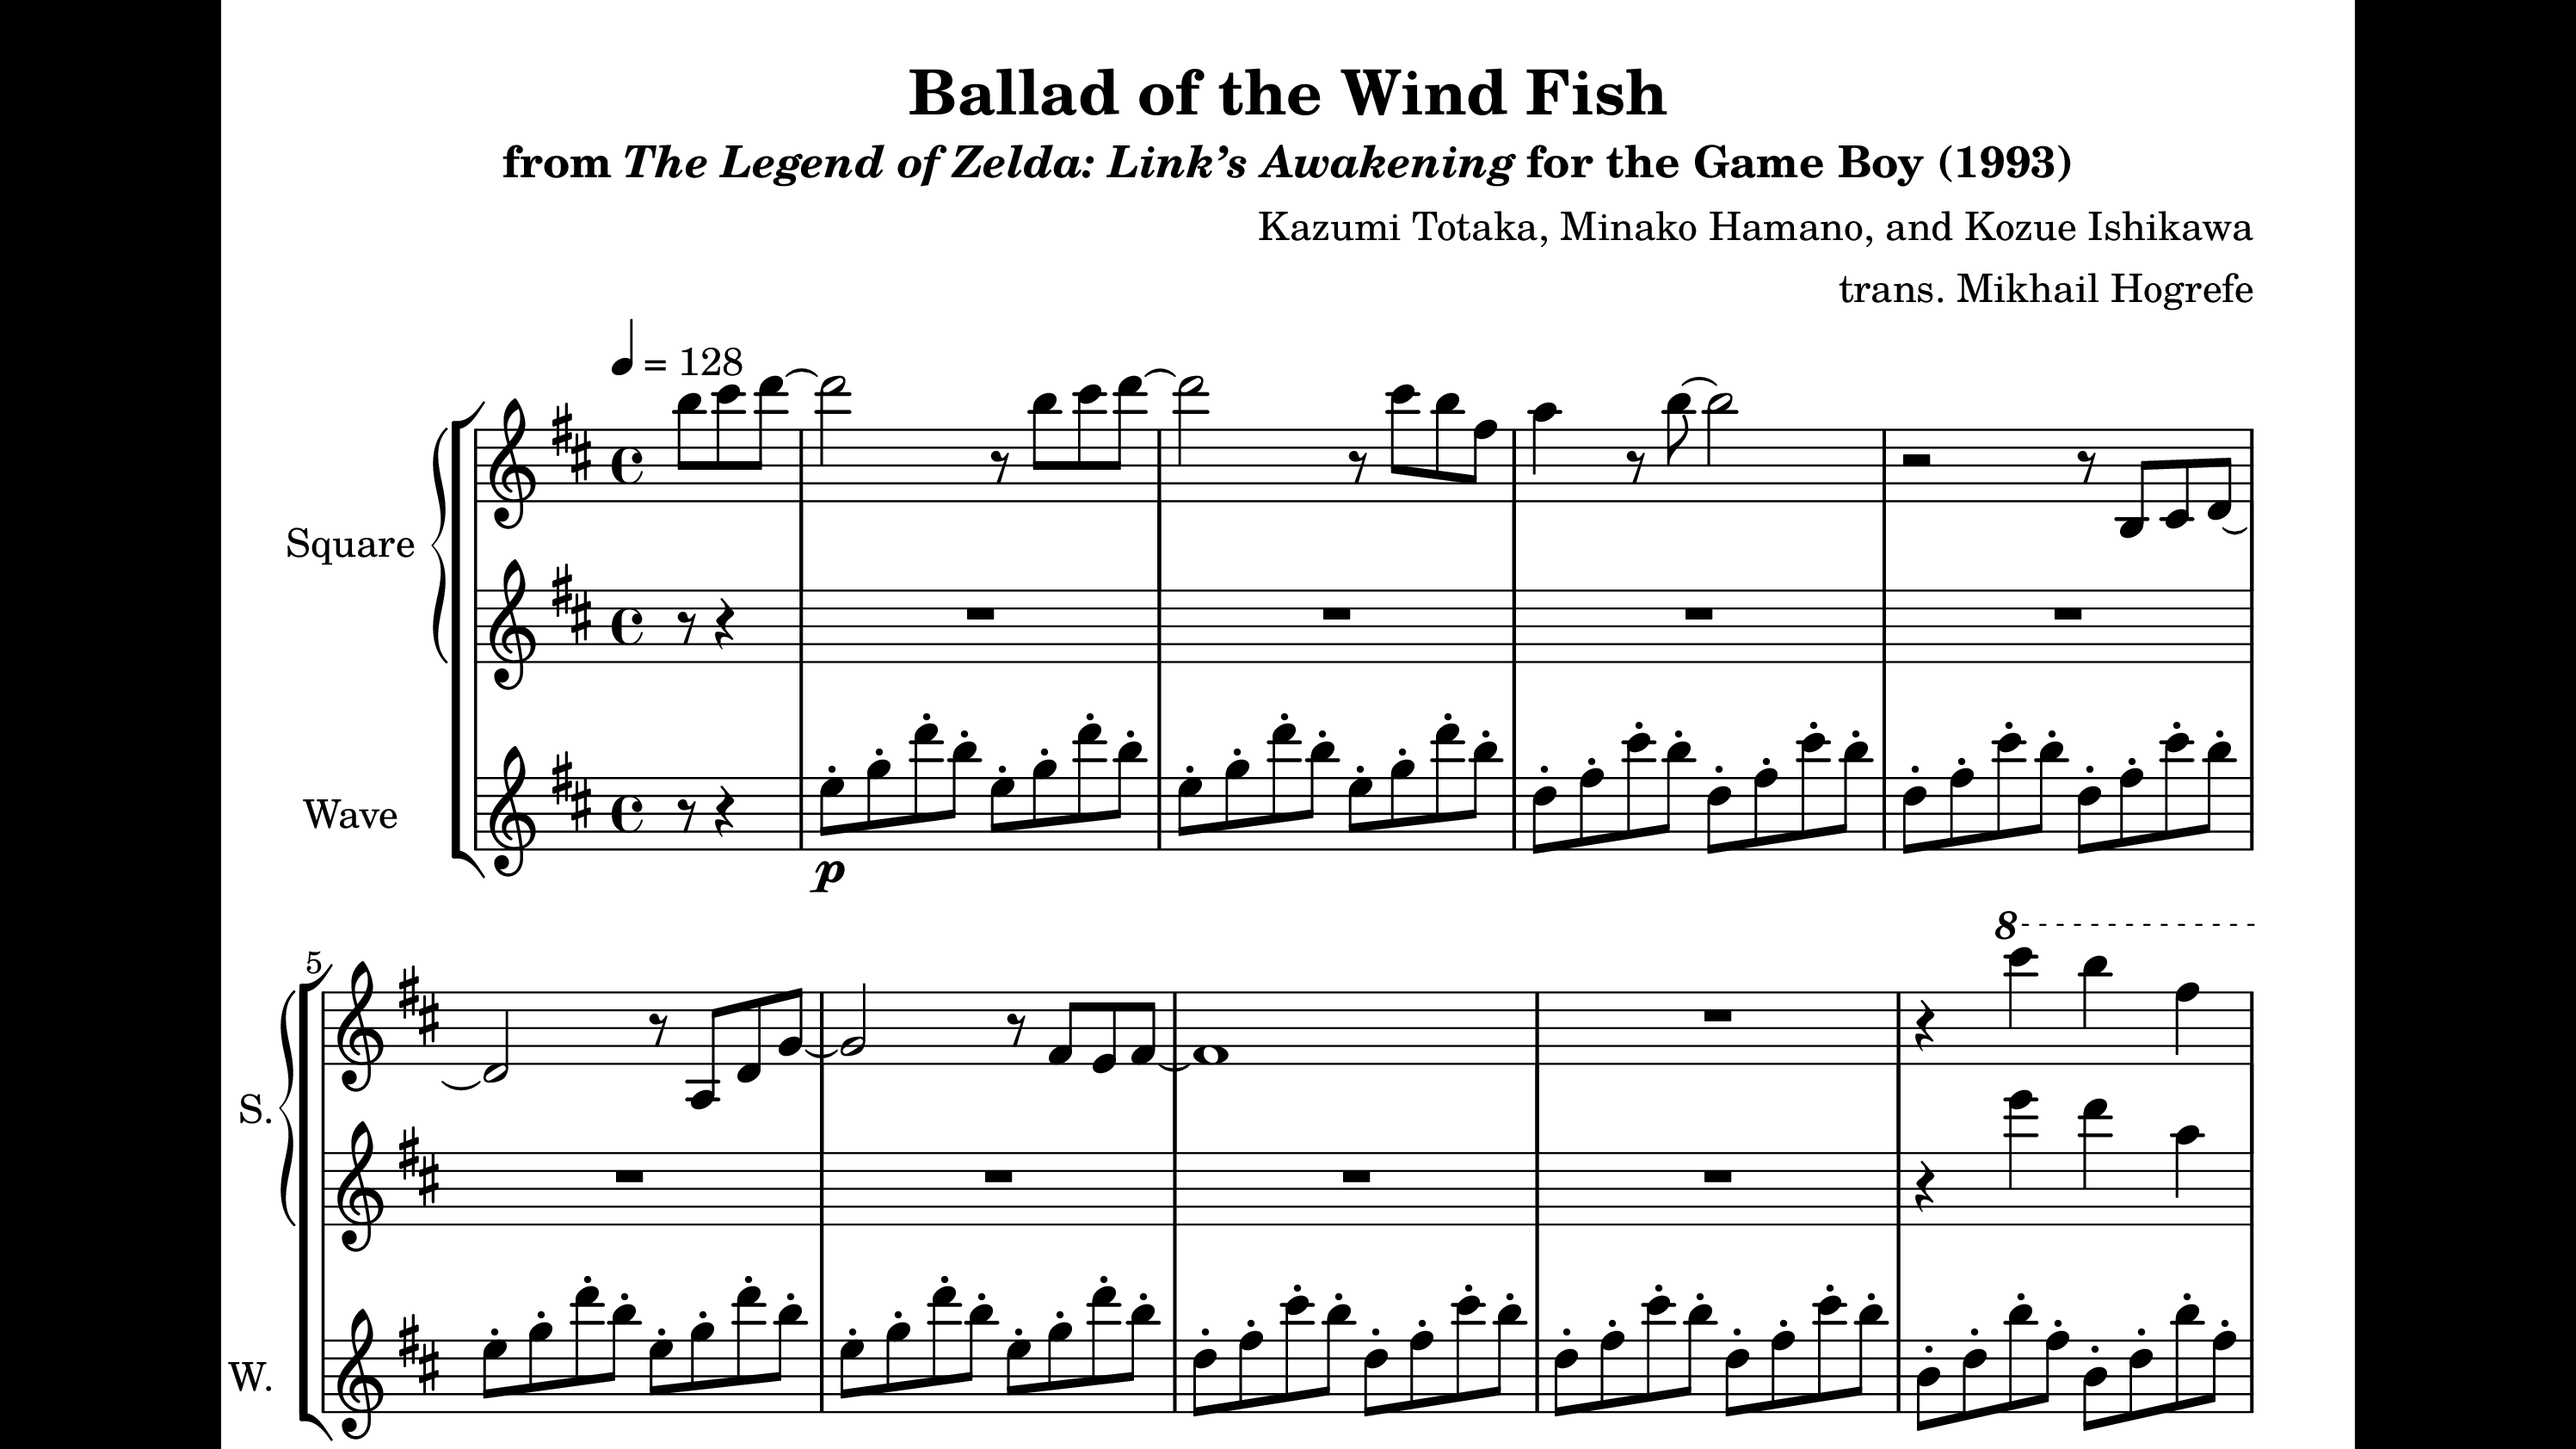 Ballad of the Wind Fish
from The Legend of Zelda: Link’s Awakening for the Game Boy (1993)
Kazumi Totaka, Minako Hamano, and Kozue Ishikawa
trans. Mikhail Hogrefe
= 128
Square
Wave
p
8
5
S.
W.